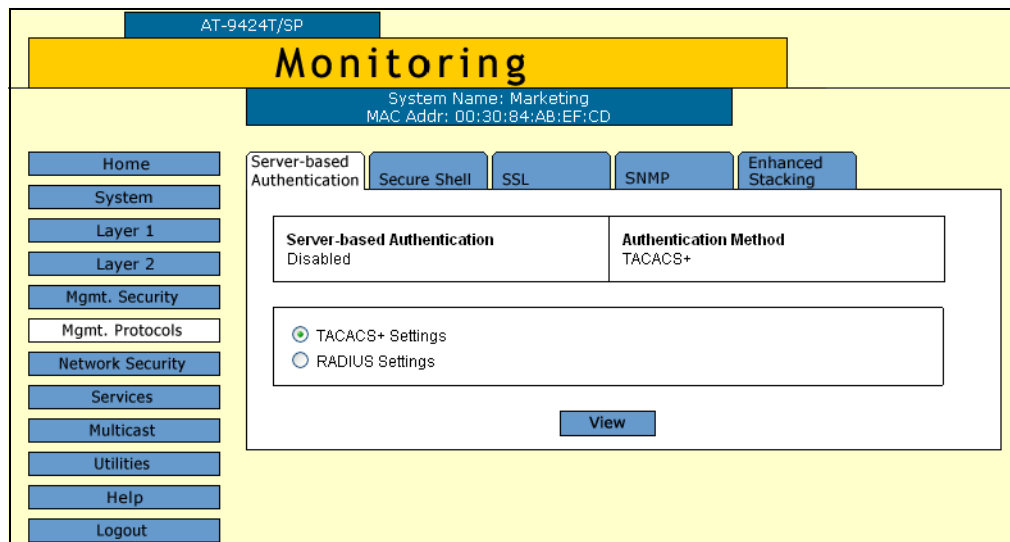 AT-9424T/SP
Monitoring
System Name: Marketing
MAC Addr: 00:30:84:AB:EF:CD
Home
System
Layer 1
Layer 2
Mgmt. Security
Mgmt. Protocols
Network Security
Services
Multicast
Utilities
Help
Logout
Server-based
Authentication
Secure Shell
SSL
SNMP
Enhanced
Stacking
Server-based Authentication
Disabled
Authentication Method
TACACS+
TACACS+ Settings
RADIUS Settings
View